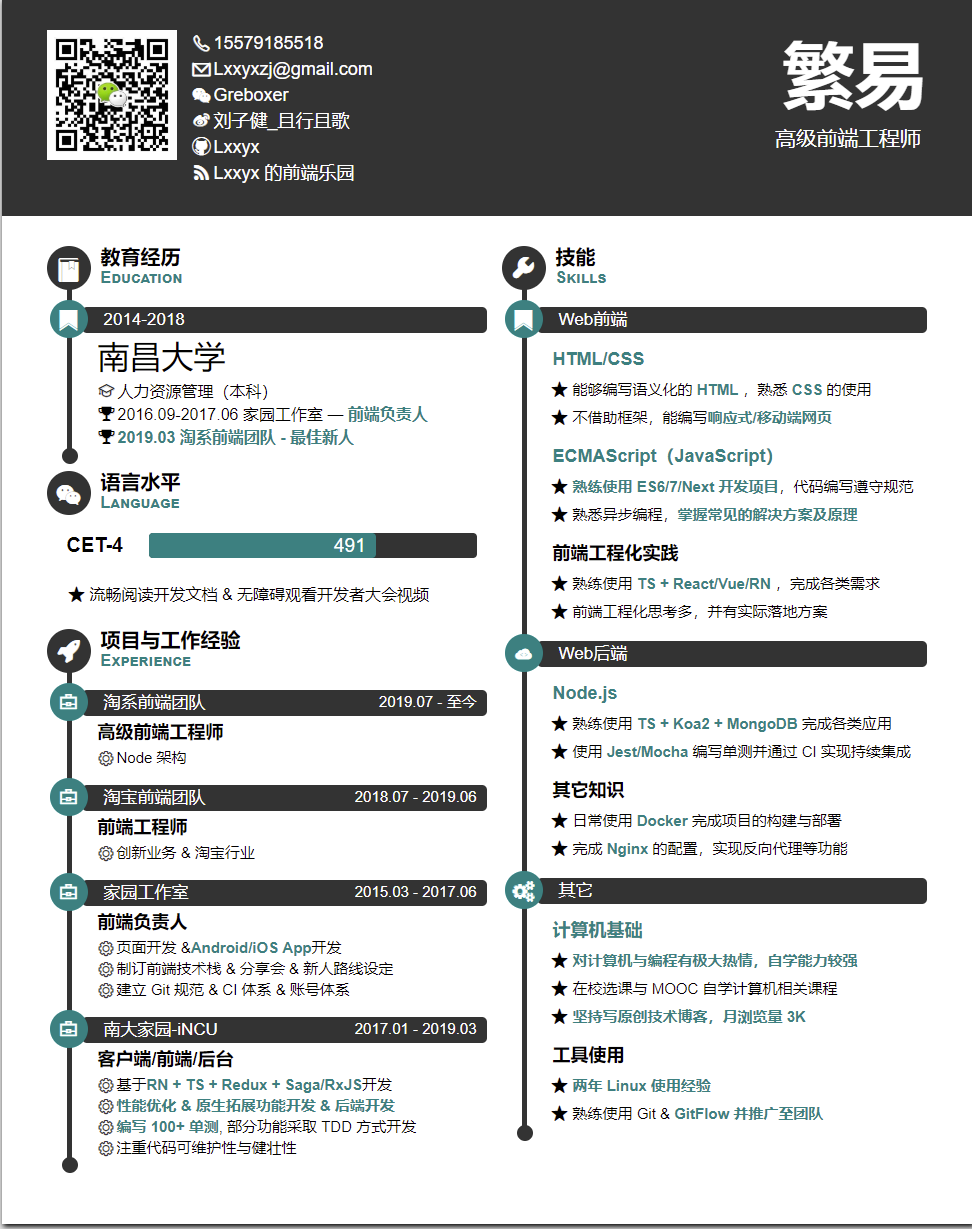 15579185518
Lxxyxzj@gmail.com
Greboxer
刘子健_且行且歌
Lxxyx
Lxxyx 的前端乐园
繁易
高级前端工程师
教育经历
EDUCATION
2014-2018
南昌大学
人力资源管理（本科）
2016.09-2017.06 家园工作室 — 前端负责人
2019.03 淘系前端团队 - 最佳新人
语言水平
LANGUAGE
CET-4 491
★ 流畅阅读开发文档 & 无障碍观看开发者大会视频
项目与工作经验
EXPERIENCE
淘系前端团队 2019.07 - 至今
高级前端工程师
Node 架构
淘宝前端团队 2018.07 - 2019.06
前端工程师
创新业务 & 淘宝行业
家园工作室 2015.03 - 2017.06
前端负责人
页面开发 &Android/iOS App开发
制订前端技术栈 & 分享会 & 新人路线设定
建立 Git 规范 & CI 体系 & 账号体系
南大家园-iNCU 2017.01 - 2019.03
客户端/前端/后台
基于RN + TS + Redux + Saga/RxJS开发
性能优化 & 原生拓展功能开发 & 后端开发
编写 100+ 单测, 部分功能采取 TDD 方式开发
注重代码可维护性与健壮性
技能
SKILLS
Web前端
HTML/CSS
★ 能够编写语义化的 HTML ，熟悉 CSS 的使用
★ 不借助框架，能编写响应式/移动端网页
ECMAScript（JavaScript）
★ 熟练使用 ES6/7/Next 开发项目，代码编写遵守规范
★ 熟悉异步编程，掌握常见的解决方案及原理
前端工程化实践
★ 熟练使用 TS + React/Vue/RN ，完成各类需求
★ 前端工程化思考多，并有实际落地方案
Web后端
Node.js
★ 熟练使用 TS + Koa2 + MongoDB 完成各类应用
★ 使用 Jest/Mocha 编写单测并通过 CI 实现持续集成
其它知识
★ 日常使用 Docker 完成项目的构建与部署
★ 完成 Nginx 的配置，实现反向代理等功能
其它
计算机基础
★ 对计算机与编程有极大热情，自学能力较强
★ 在校选课与 MOOC 自学计算机相关课程
★ 坚持写原创技术博客，月浏览量 3K
工具使用
★ 两年 Linux 使用经验
★ 熟练使用 Git & GitFlow 并推广至团队